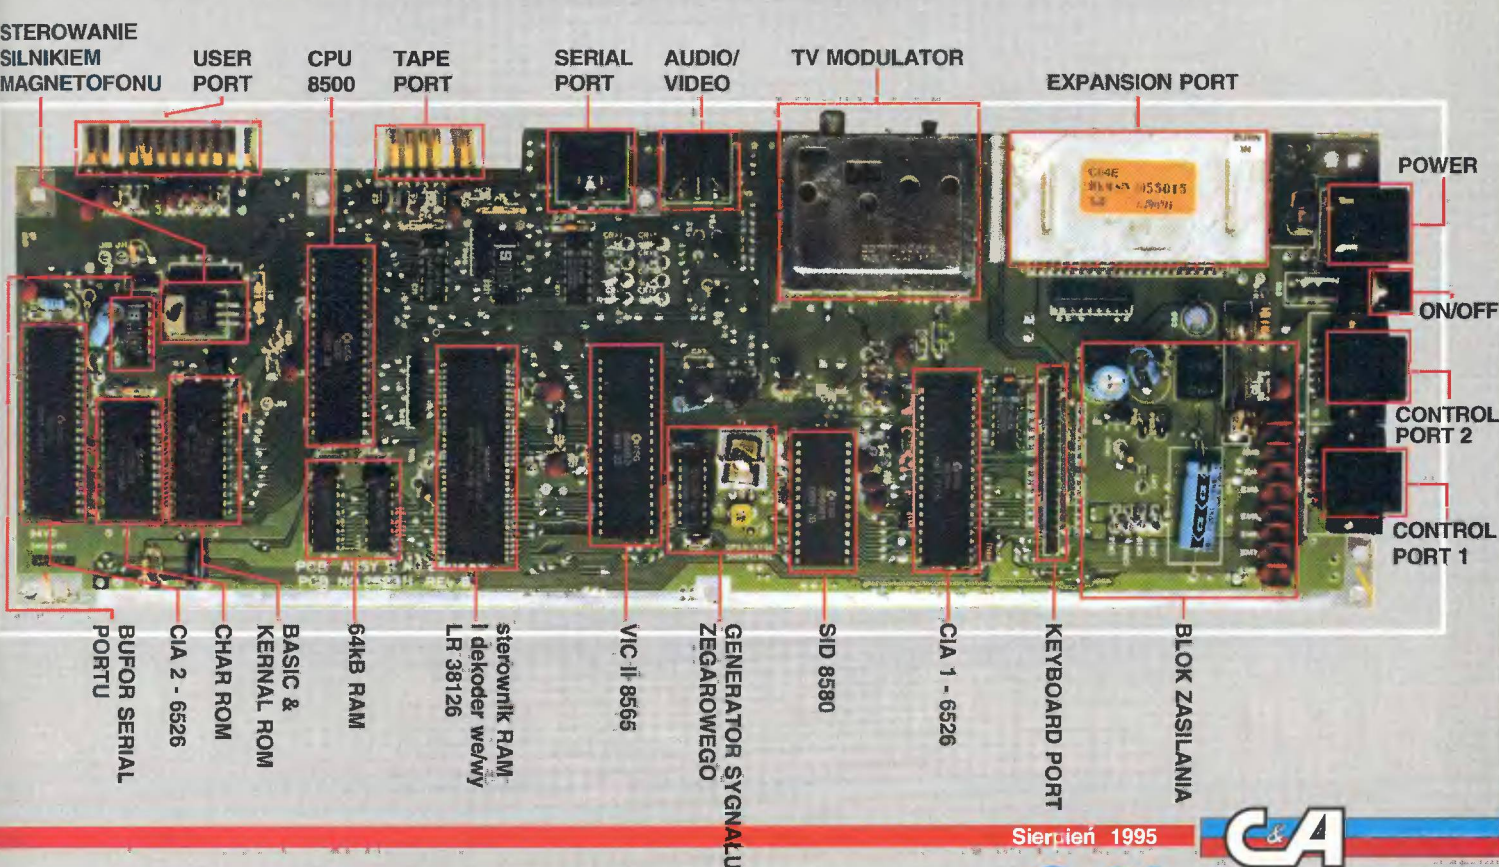 STEROWANIE
SILNIKIEM
MAGNETOFONU
USER
PORT
CPU
8500
TAPE
PORT
SERIAL
PORT
AUDIO/
VIDEO
TV MODULATOR
EXPANSION PORT
POWER
ON/OFF
CONTROL
PORT 2
CONTROL
PORT 1
C64E
055015
BUFOR SERIAL
PORTU
CIA 2 - 6526
CHAR ROM
BASIC &
KERNAL ROM
64kB RAM
sterownik RAM
i dekoder we/wy
LR 38126
VIC II 8565
GENERATOR SYGNAŁU
ZEGAROWEGO
SID 8580
CIA 1 - 6526
KEYBOARD PORT
BLOK ZASILANIA
Sierpień 1995
C&A